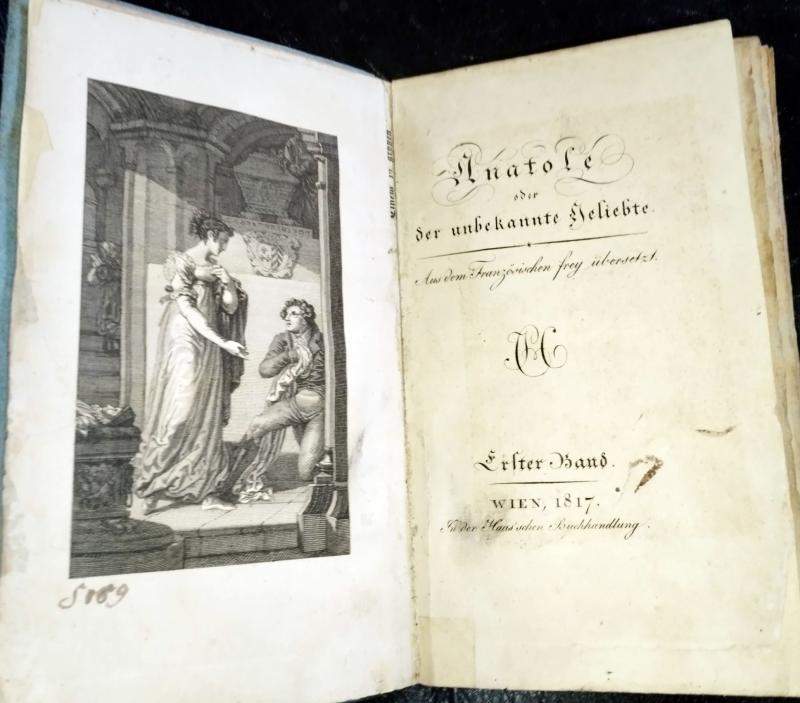 5089
Anatole
oder
der unbekannte Geliebte.
Aus dem Französischen frey übersetzt.
Erster Band.
WIEN, 1817.
In der Haas'schen Buchhandlung.